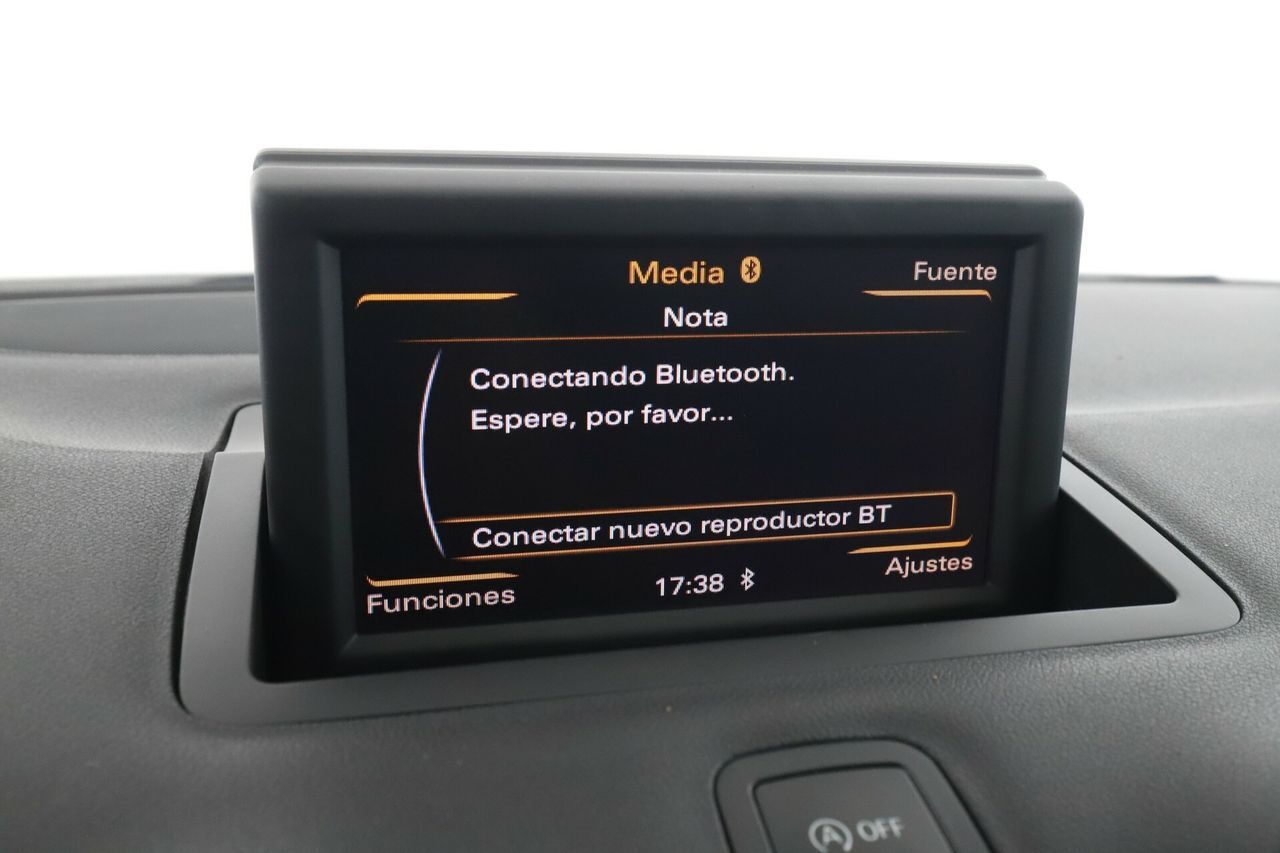 Media
Fuente
Nota
Conectando Bluetooth.
Espere, por favor...
Conectar nuevo reproductor BT
Funciones
17:38
Ajustes
A OFF